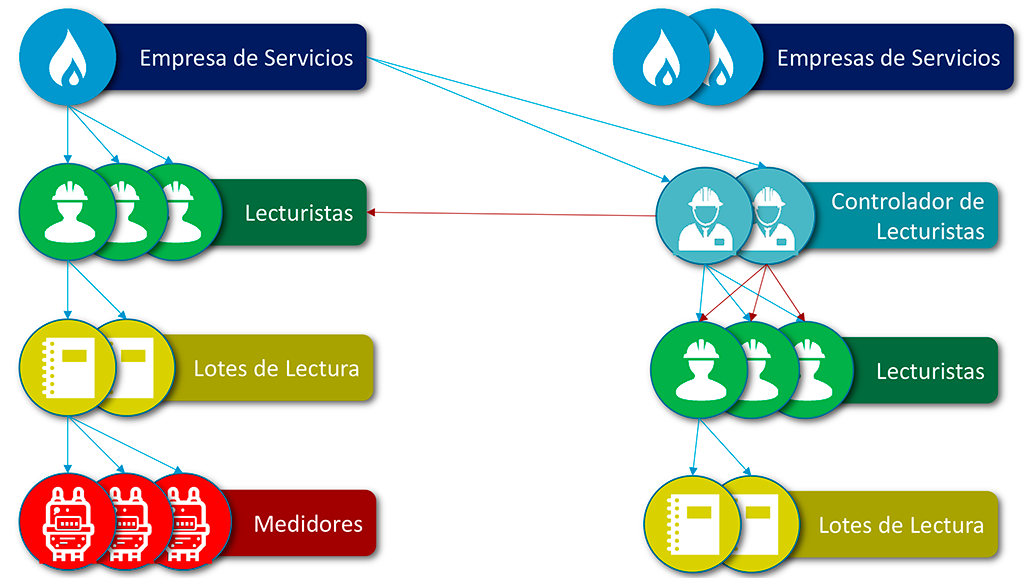 Empresa de Servicios
Empresas de Servicios
Lecturistas
Controlador de
Lecturistas
Lotes de Lectura
Lecturistas
Medidores
Lotes de Lectura